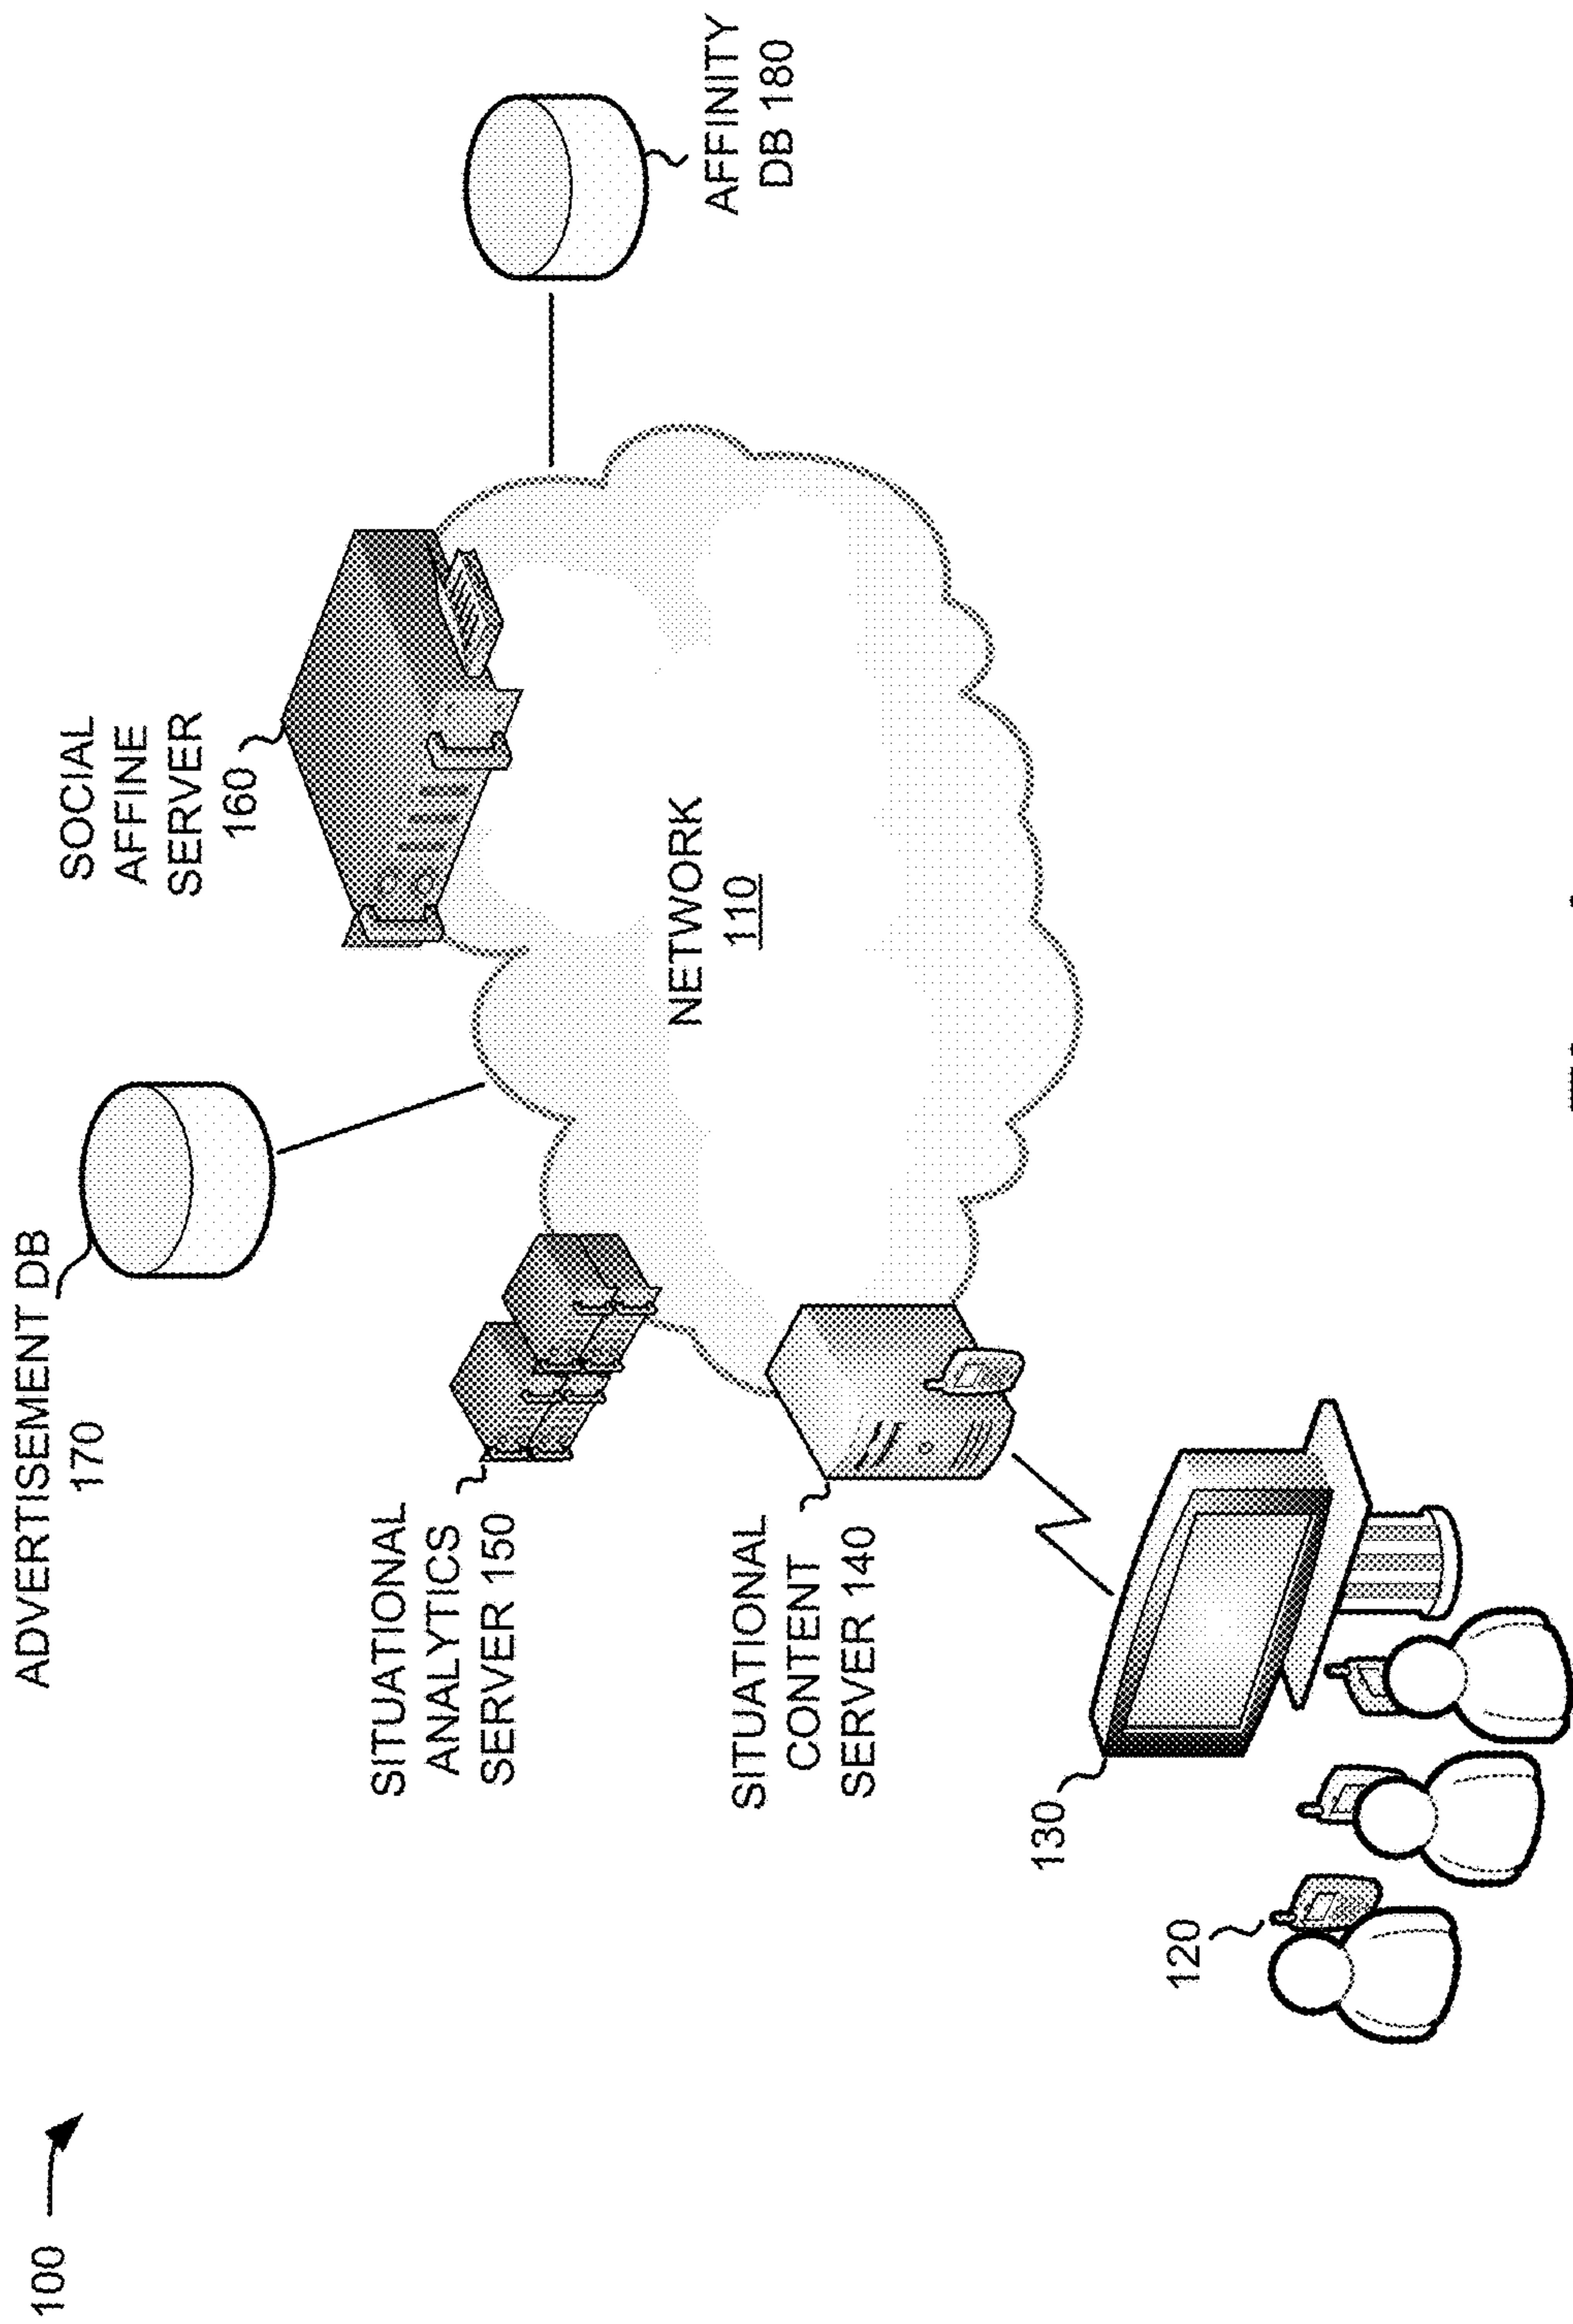 100
ADVERTISEMENT DB
170
SOCIAL
AFFINE
SERVER
160
SITUATIONAL
ANALYTICS
SERVER 150
AFFINITY
DB 180
NETWORK
110
SITUATIONAL
CONTENT
SERVER 140
130
120